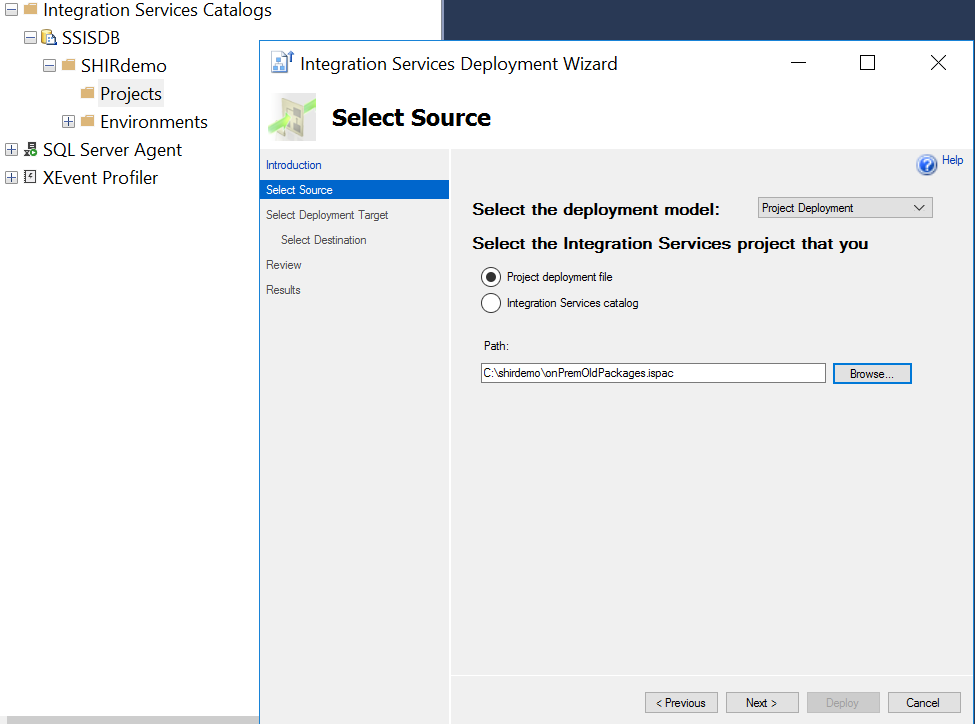 Integration Services Catalogs
SSISDB
SHIRdemo
Projects
Environments
SQL Server Agent
XEvent Profiler
Integration Services Deployment Wizard
Select Source
Help
Introduction
Select Source
Select Deployment Target
Select Destination
Review
Results
Select the deployment model:
Project Deployment
Select the Integration Services project that you
Project deployment file
Integration Services catalog
Path:
C:\shirdemo\onPremOldPackages.ispac
Browse...
< Previous
Next >
Deploy
Cancel